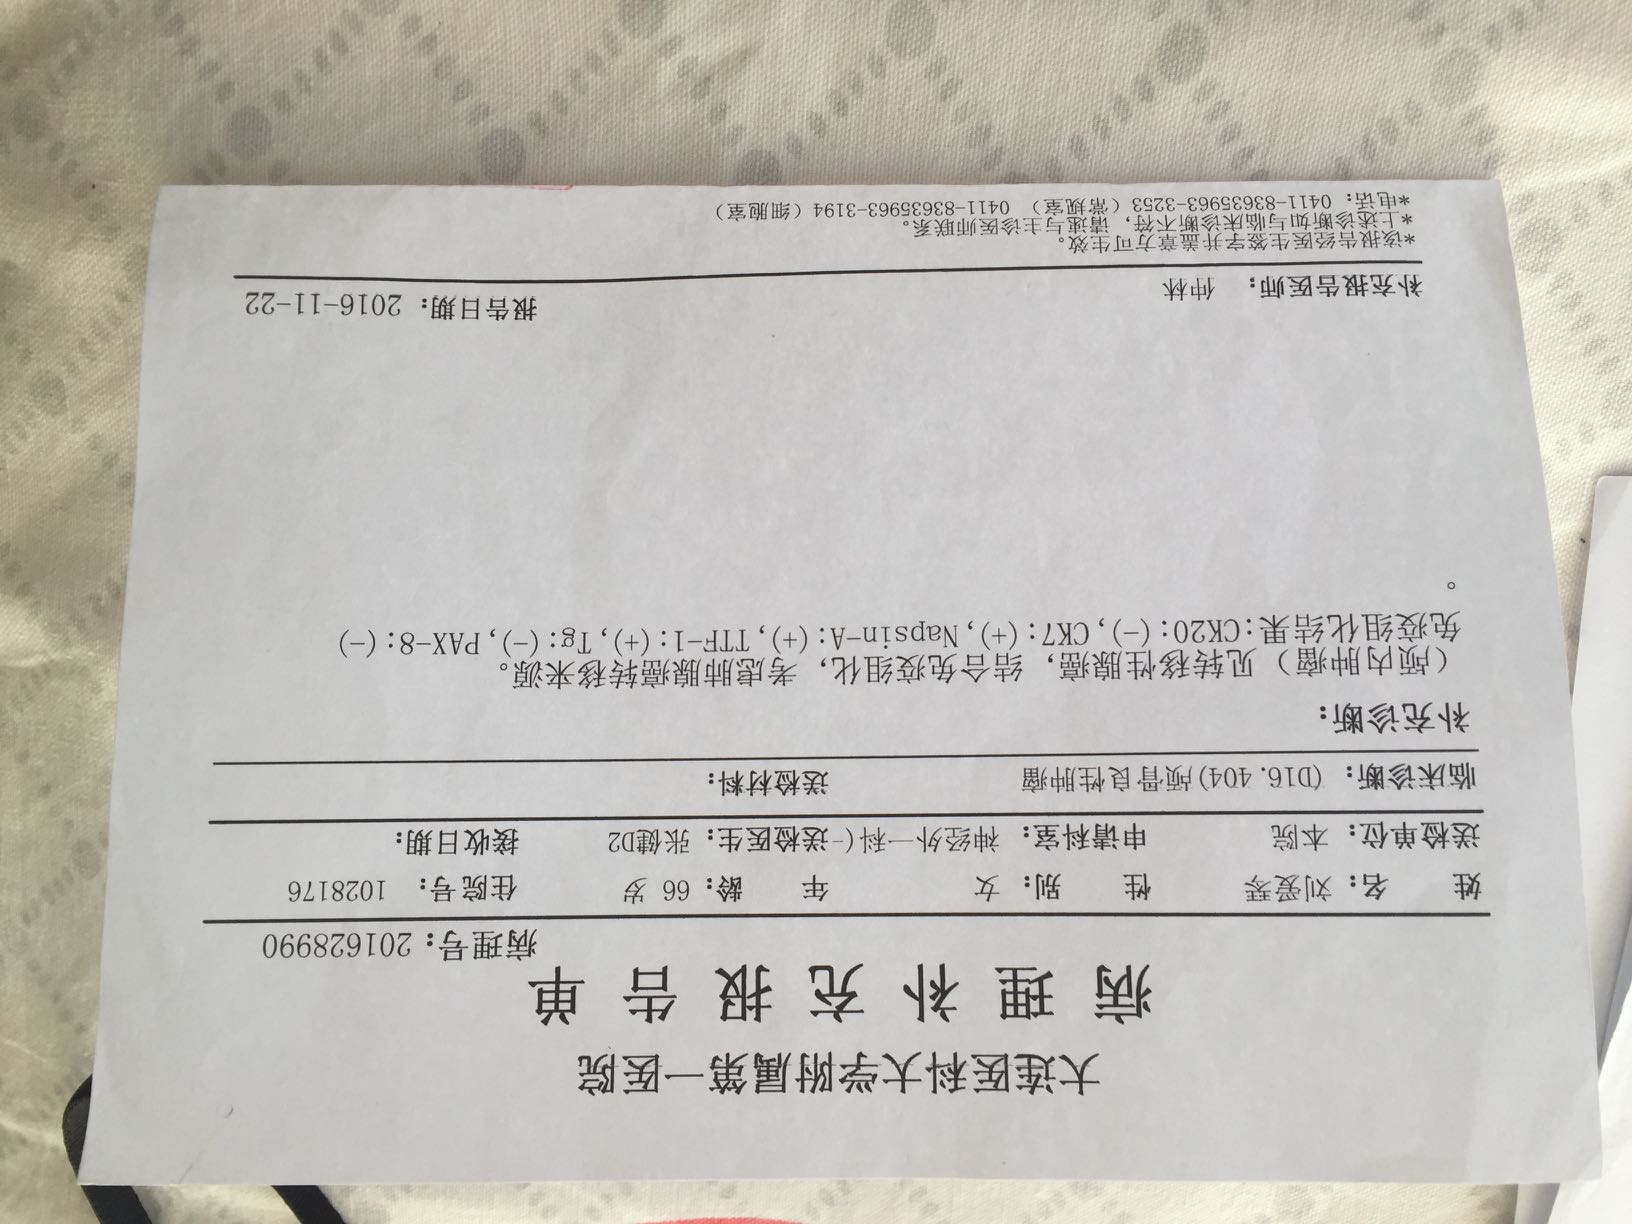 大连医科大学附属第一医院
病理补充报告单
病理号：201628990
姓 名：刘爱琴 性 别：女 年 龄：66 岁 住院号：1028176
送检单位：本院 申请科室：神经外一科(-送检医生：张健D2 接收日期：
临床诊断：(D16.404)颅骨良性肿瘤 送检材料：
补充诊断：
（颅内肿瘤）见转移性腺癌，结合免疫组化，考虑肺腺癌转移来源。
免疫组化结果:CK20:(-),CK7:(+),Napsin-A:(+),TTF-1:(+),Tg:(-),PAX-8:(-)
。
补充报告医师：仲林 报告日期：2016-11-22
*该报告经医生签字并盖章方可生效。
*上述诊断如与临床诊断不符，请速与主诊医师联系。
*电话：0411-83635963-3253（常规室） 0411-83635963-3194（细胞室）